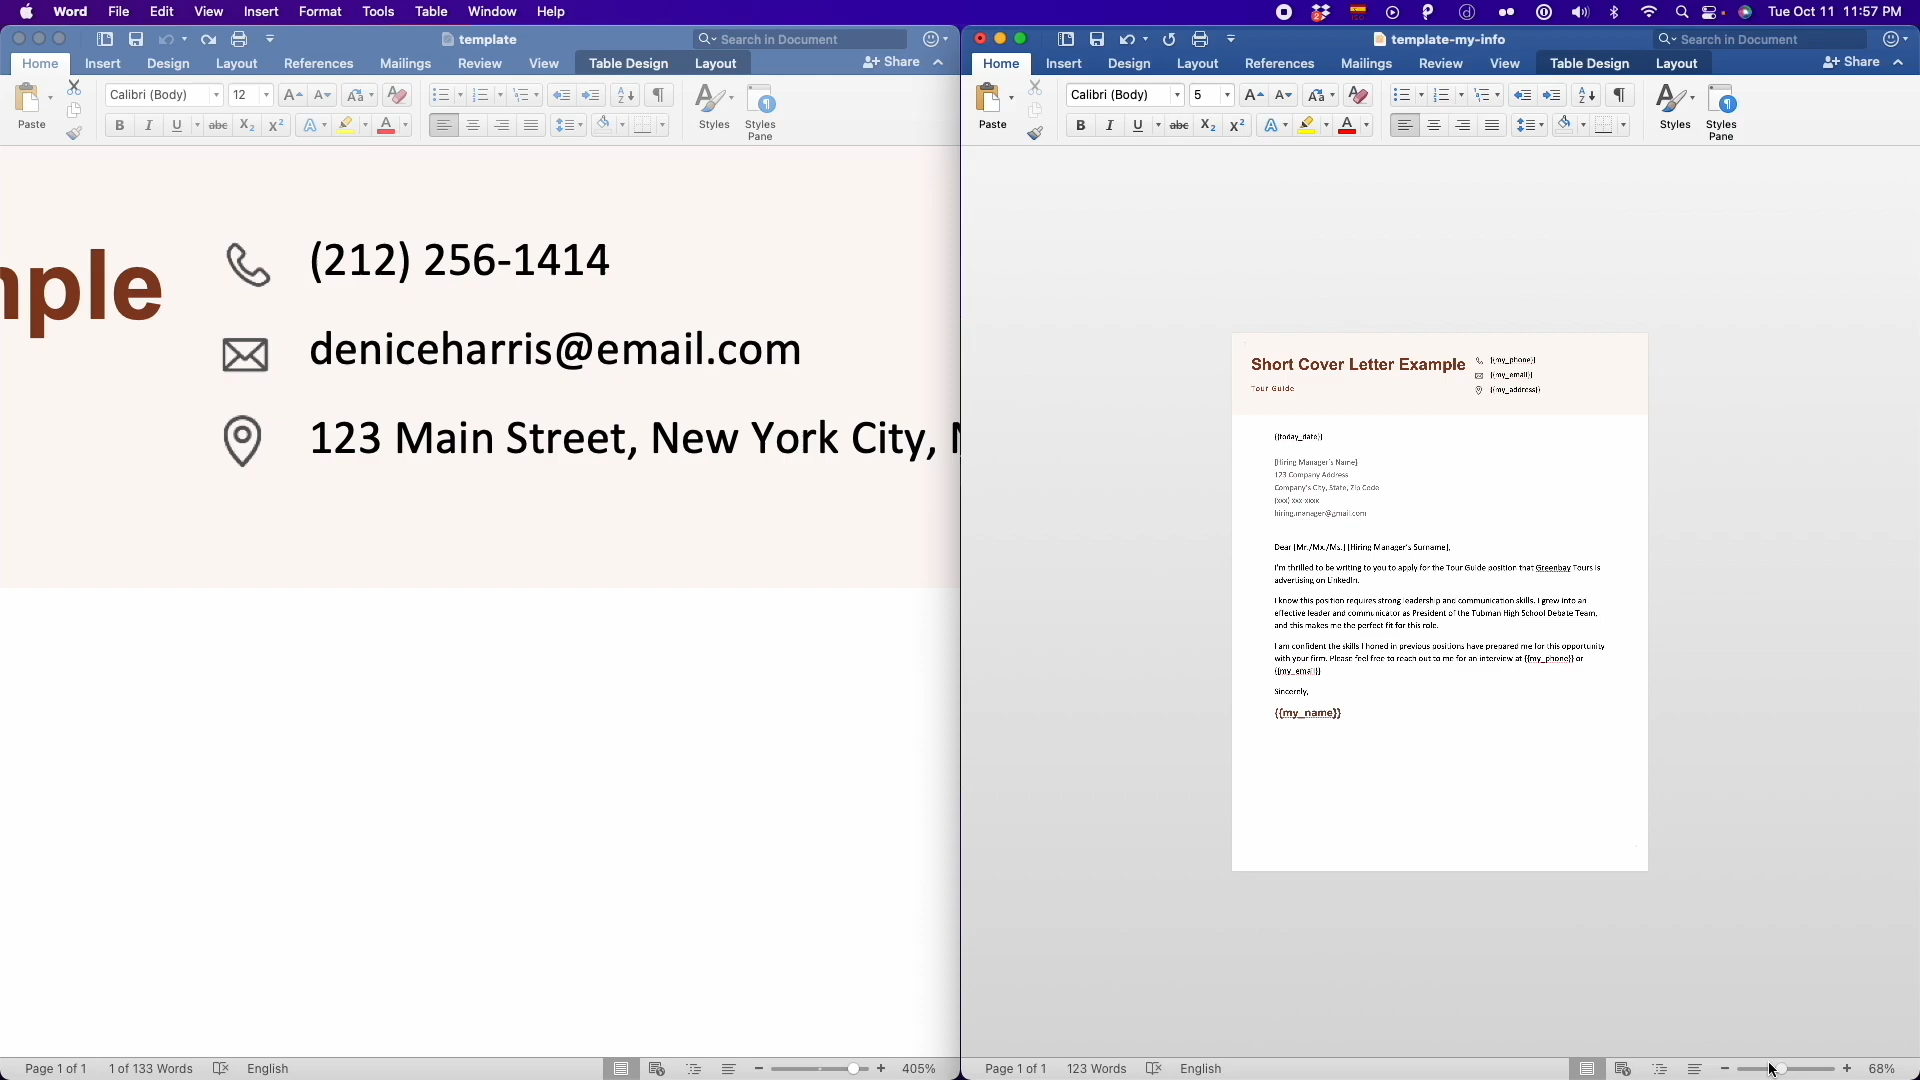 Word File Edit View Insert Format Tools Table Window Help
Tue Oct 11 11:57 PM
template
Search in Document
Home Insert Design Layout References Mailings Review View Table Design Layout
Share
Paste
Calibri (Body)
12
Styles
Styles Pane
mple
(212) 256-1414
deniceharris@email.com
123 Main Street, New York City,
Page 1 of 1
1 of 133 Words
English
405%
template-my-info
Search in Document
Home Insert Design Layout References Mailings Review View Table Design Layout
Share
Paste
Calibri (Body)
5
Styles
Styles Pane
Short Cover Letter Example
Tour Guide
{{my_phone}}
{{my_email}}
{{my_address}}
{{today_date}}
[Hiring Manager's Name]
123 Company Address
Company's City, State, Zip Code
(xxx) xxx-xxxx
hiring.manager@gmail.com
Dear [Mr./Mx./Ms.] [Hiring Manager's Surname],
I'm thrilled to be writing to you to apply for the Tour Guide position that Greenbay Tours is
advertising on LinkedIn.
I know this position requires strong leadership and communication skills. I grew into an
effective leader and communicator as President of the Tubman High School Debate Team,
and this makes me the perfect fit for this role.
I am confident the skills I honed in previous positions have prepared me for this opportunity
with your firm. Please feel free to reach out to me for an interview at {{my_phone}} or
{{my_email}}
Sincerely,
{{my_name}}
Page 1 of 1
123 Words
English
68%